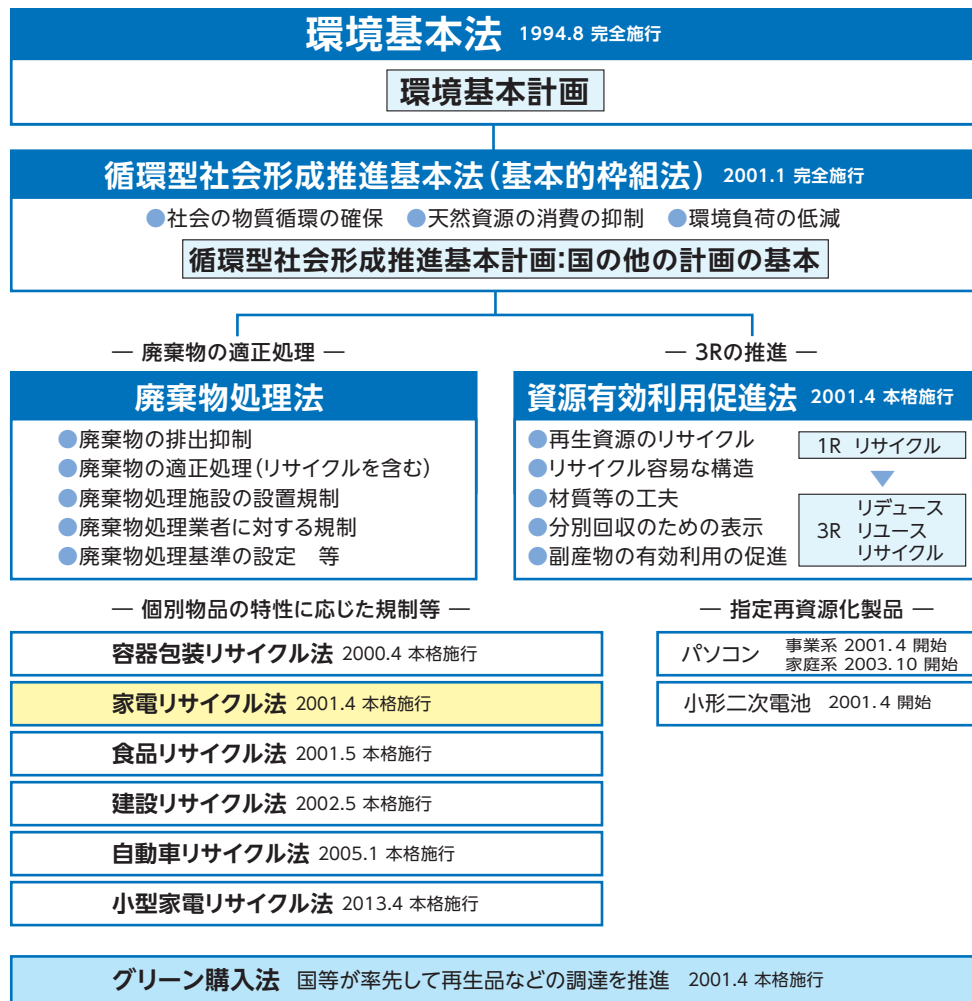 環境基本法 1994.8 完全施行
環境基本計画
循環型社会形成推進基本法(基本的枠組法) 2001.1 完全施行
●社会の物質循環の確保 ●天然資源の消費の抑制 ●環境負荷の低減
循環型社会形成推進基本計画:国の他の計画の基本
― 廃棄物の適正処理 ―
廃棄物処理法
●廃棄物の排出抑制
●廃棄物の適正処理(リサイクルを含む)
●廃棄物処理施設の設置規制
●廃棄物処理業者に対する規制
●廃棄物処理基準の設定 等
― 3Rの推進 ―
資源有効利用促進法 2001.4 本格施行
●再生資源のリサイクル
●リサイクル容易な構造
●材質等の工夫
●分別回収のための表示
●副産物の有効利用の促進
1R リサイクル
▼
リデュース
3R リユース
リサイクル
― 個別物品の特性に応じた規制等 ―
容器包装リサイクル法 2000.4 本格施行
家電リサイクル法 2001.4 本格施行
食品リサイクル法 2001.5 本格施行
建設リサイクル法 2002.5 本格施行
自動車リサイクル法 2005.1 本格施行
小型家電リサイクル法 2013.4 本格施行
― 指定再資源化製品 ―
パソコン 事業系 2001.4 開始
家庭系 2003.10 開始
小形二次電池 2001.4 開始
グリーン購入法 国等が率先して再生品などの調達を推進 2001.4 本格施行